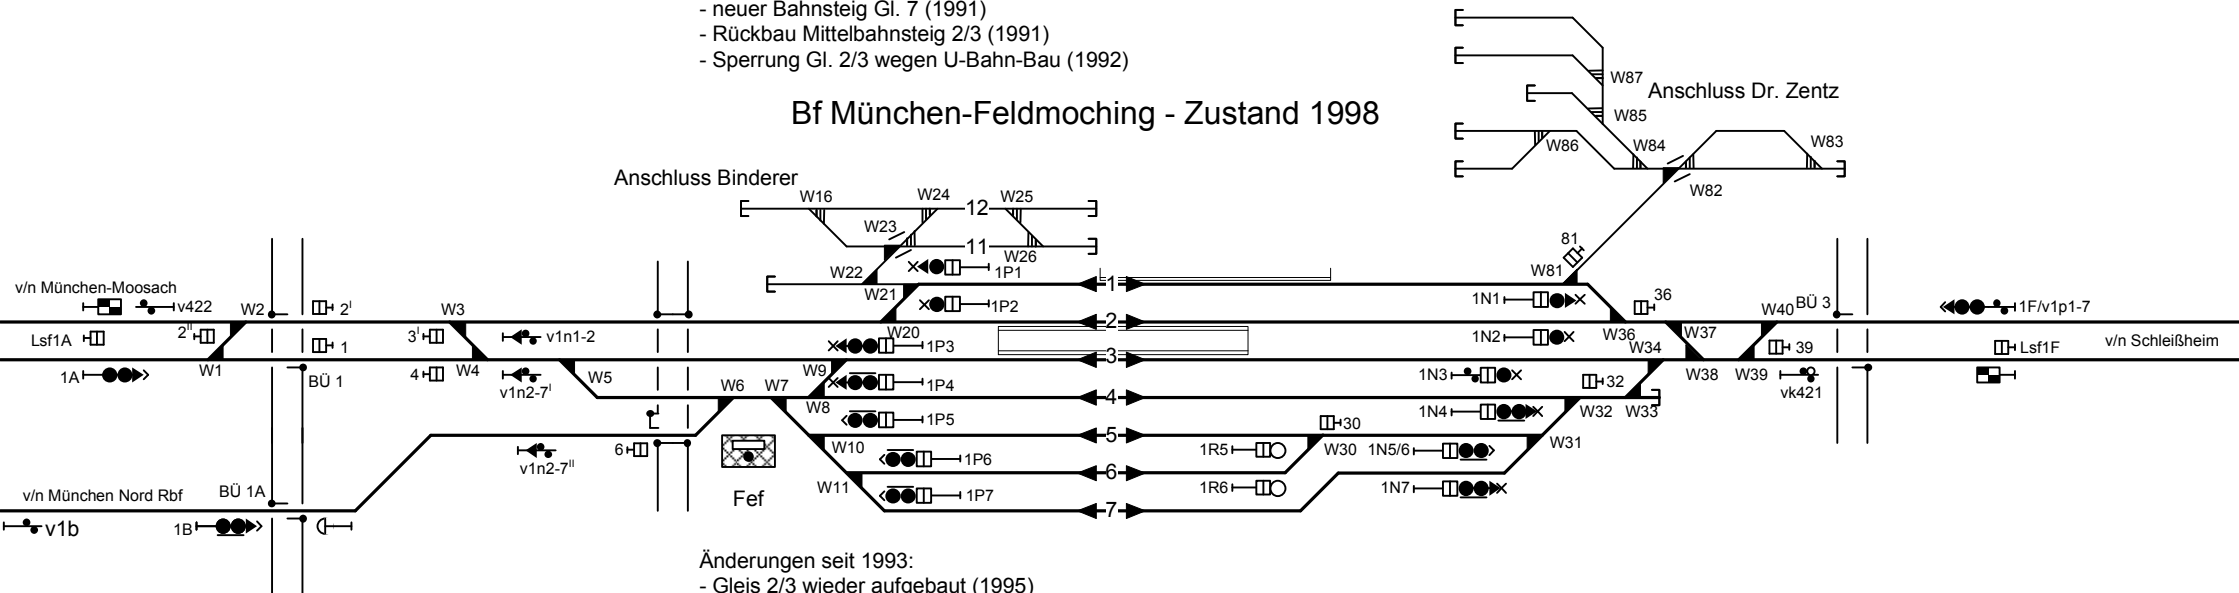 - neuer Bahnsteig Gl. 7 (1991)
- Rückbau Mittelbahnsteig 2/3 (1991)
- Sperrung Gl. 2/3 wegen U-Bahn-Bau (1992)
Bf München-Feldmoching - Zustand 1998
W87
Anschluss Dr. Zentz
W85
W86
W84
W83
W82
Anschluss Binderer
W16
W24
W25
12
W23
11
W26
W22
1P1
81
W81
v/n München-Moosach
v422
W2
2I
W3
W21
1P2
1
1N1
36
W40
BÜ 3
1F/v1p1-7
2
Lsf1A
2II
1
3I
v1n1-2
W20
1P3
1N2
W36
W37
W34
39
Lsf1F
v/n Schleißheim
3
1A
W1
BÜ 1
4
W4
v1n2-7I
W5
W6
W7
W9
W8
1P4
1N3
32
W38
W39
vk421
4
1P5
1N4
W32
W33
5
30
W31
6
v1n2-7II
W10
1P6
1R5
W30
1N5/6
6
v/n München Nord Rbf
BÜ 1A
Fef
W11
1P7
1R6
1N7
7
v1b
1B
Änderungen seit 1993:
- Gleis 2/3 wieder aufgebaut (1995)